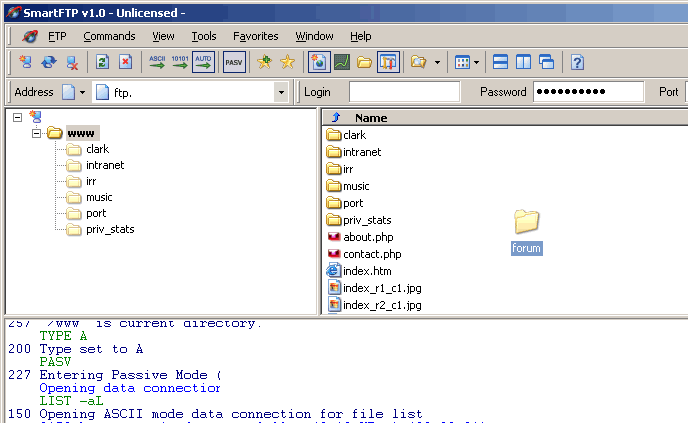 SmartFTP v1.0 - Unlicensed -
FTP Commands View Tools Favorites Window Help
ASCII 10101 AUTO PASV
Address ftp. Login Password ●●●●●●●●●● Port
www
clark
intranet
irr
music
port
priv_stats
Name
clark
intranet
irr
music
port
priv_stats
about.php
contact.php
index.htm
index_r1_c1.jpg
index_r2_c1.jpg
forum
257 "/www" is current directory.
TYPE A
200 Type set to A
PASV
227 Entering Passive Mode (
Opening data connection
LIST -aL
150 Opening ASCII mode data connection for file list